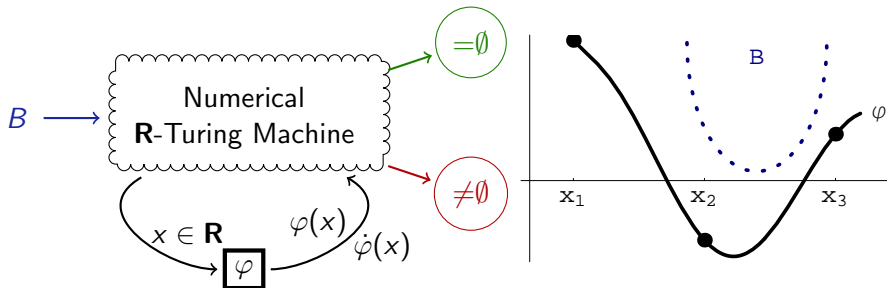 B
Numerical
R-Turing Machine
=∅
≠∅
x ∈ R
φ
φ(x)
φ̇(x)
B
φ
x₁
x₂
x₃